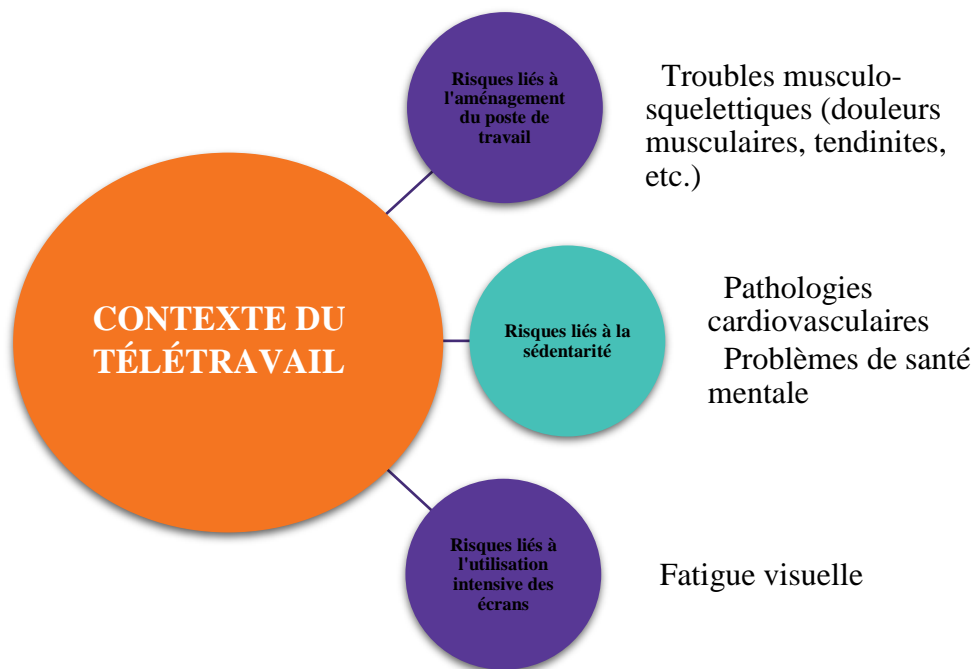 Risques liés à
l'aménagement
du poste de
travail
Troubles musculo-
squelettiques (douleurs
musculaires, tendinites,
etc.)
CONTEXTE DU
TÉLÉTRAVAIL
Risques liés à la
sédentarité
Pathologies
cardiovasculaires
Problèmes de santé
mentale
Risques liés à
l'utilisation
intensive des
écrans
Fatigue visuelle